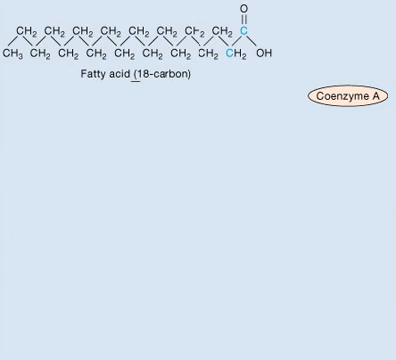 O
CH₂ CH₂ CH₂ CH₂ CH₂ CH₂ CH₂ CH₂ C
CH₃ CH₂ CH₂ CH₂ CH₂ CH₂ CH₂ CH₂ CH₂ OH
Fatty acid (18-carbon)
Coenzyme A